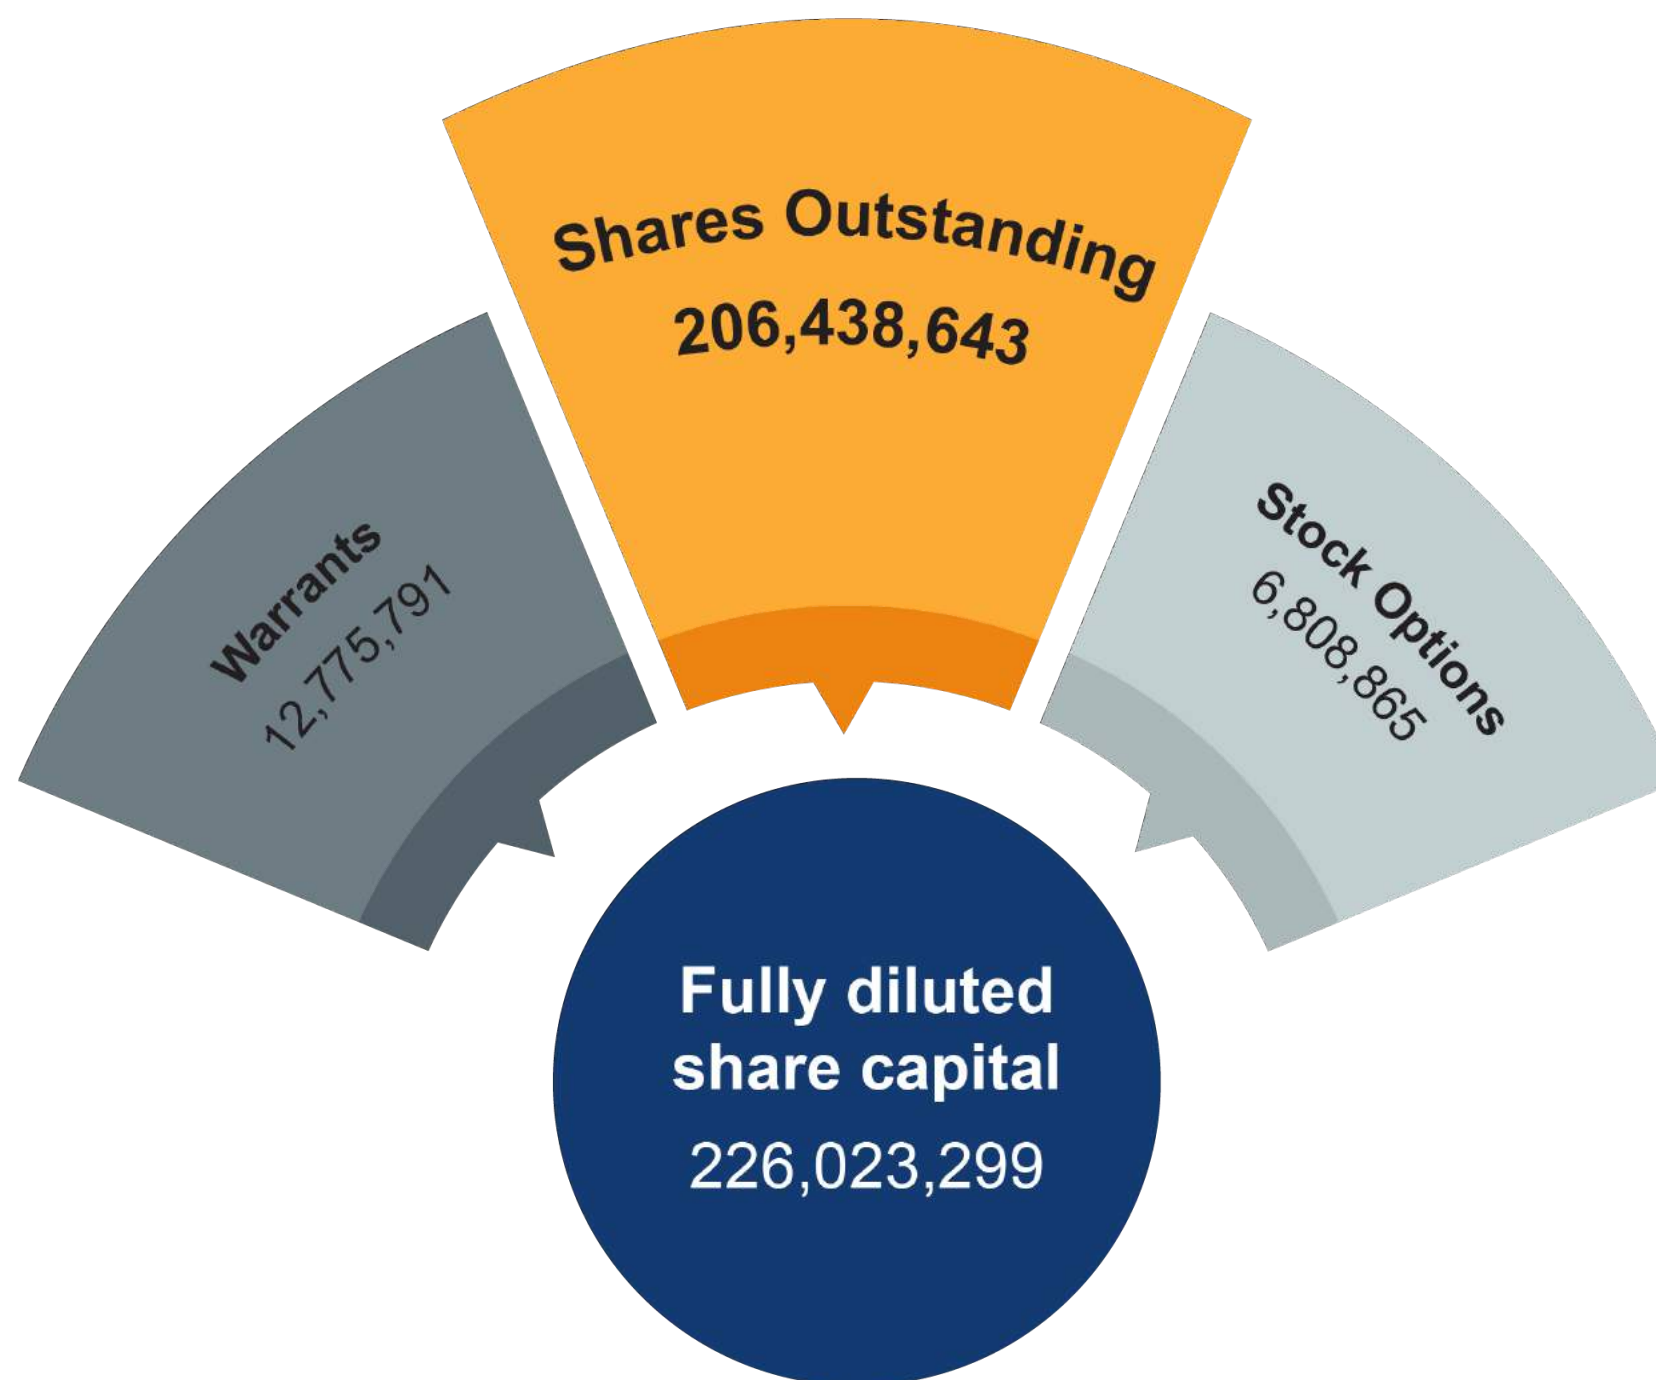 Shares Outstanding
206,438,643
Warrants
12,775,791
Stock Options
6,808,865
Fully diluted
share capital
226,023,299